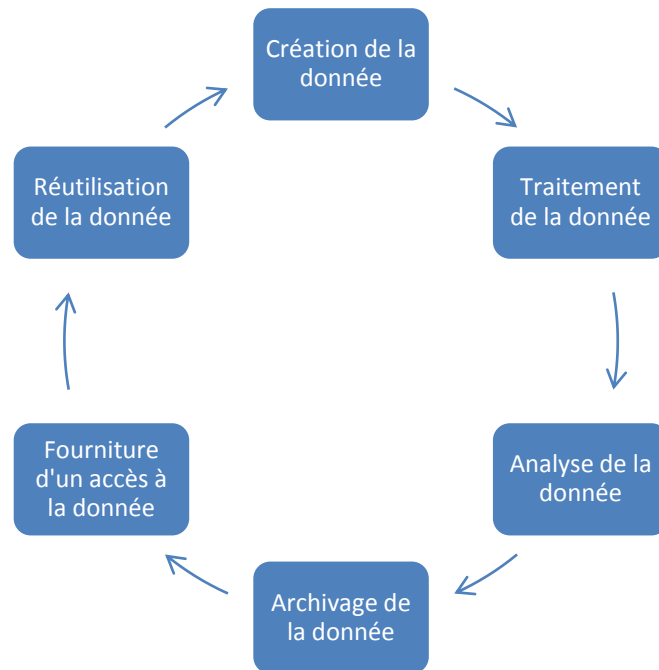 Création de la
donnée
Traitement
de la donnée
Analyse de la
donnée
Archivage de
la donnée
Fourniture
d'un accès à
la donnée
Réutilisation
de la donnée